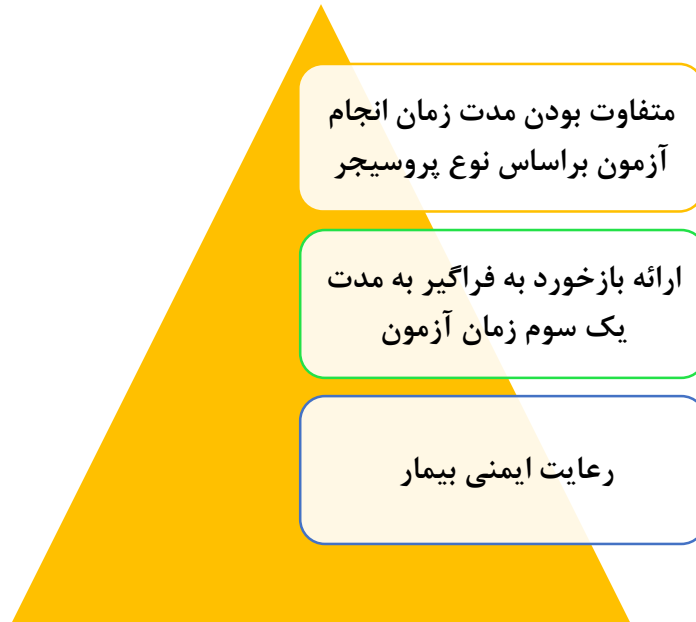 متفاوت بودن مدت زمان انجام
آزمون براساس نوع پروسیجر
ارائه بازخورد به فراگیر به مدت
یک سوم زمان آزمون
رعایت ایمنی بیمار